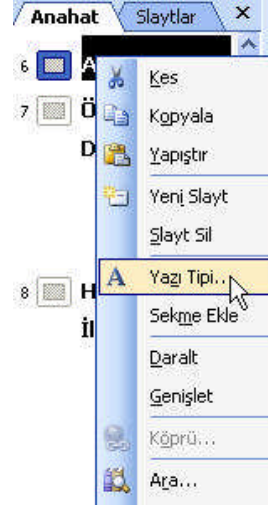 Anahat Slaytlar
6 A
Kes
7 Ö
Kopyala
D
Yapıştır
Yeni Slayt
Slayt Sil
A Yazı Tipi...
8 H
Sekme Ekle
İl
Daralt
Genişlet
Köprü...
Ara...